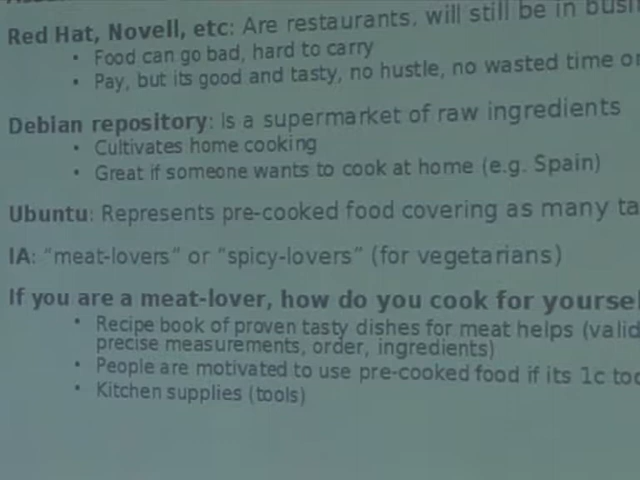 Red Hat, Novell, etc: Are restaurants, will still be in
• Food can go bad, hard to carry
• Pay, but its good and tasty, no hustle, no wasted time
Debian repository: Is a supermarket of raw ingredients
• Cultivates home cooking
• Great if someone wants to cook at home (e.g. Spain)
Ubuntu: Represents pre-cooked food covering as many
IA: "meat-lovers" or "spicy-lovers" (for vegetarians)
If you are a meat-lover, how do you cook for
• Recipe book of proven tasty dishes for meat helps
precise measurements, order, ingredients)
• People are motivated to use pre-cooked food if its 1c
• Kitchen supplies (tools)